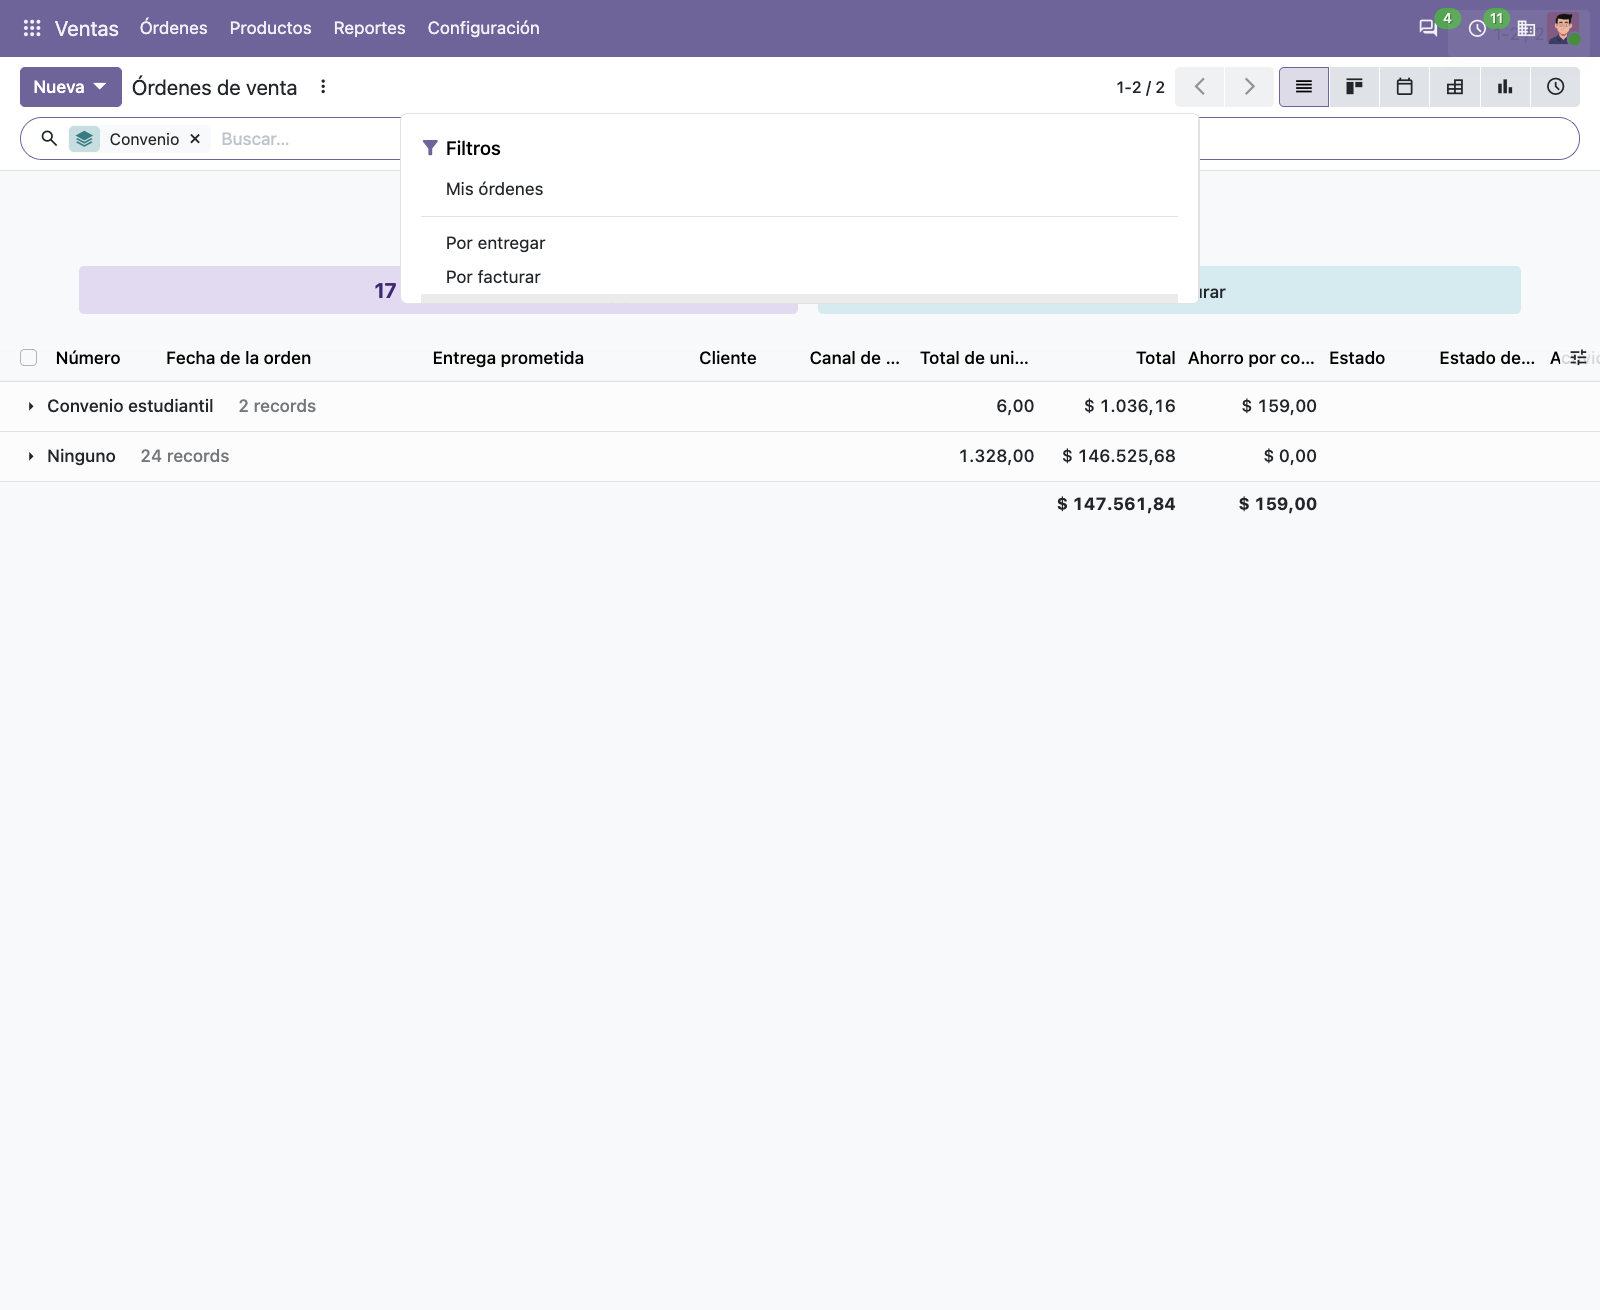 Ventas Órdenes Productos Reportes Configuración 4 11
Nueva Órdenes de venta 1-2 / 2
Convenio Buscar...
Filtros
Mis órdenes
Por entregar
Por facturar
17
Número Fecha de la orden Entrega prometida Cliente Canal de ... Total de uni... Total Ahorro por co... Estado Estado de...
Convenio estudiantil 2 records 6,00 $ 1.036,16 $ 159,00
Ninguno 24 records 1.328,00 $ 146.525,68 $ 0,00
$ 147.561,84 $ 159,00